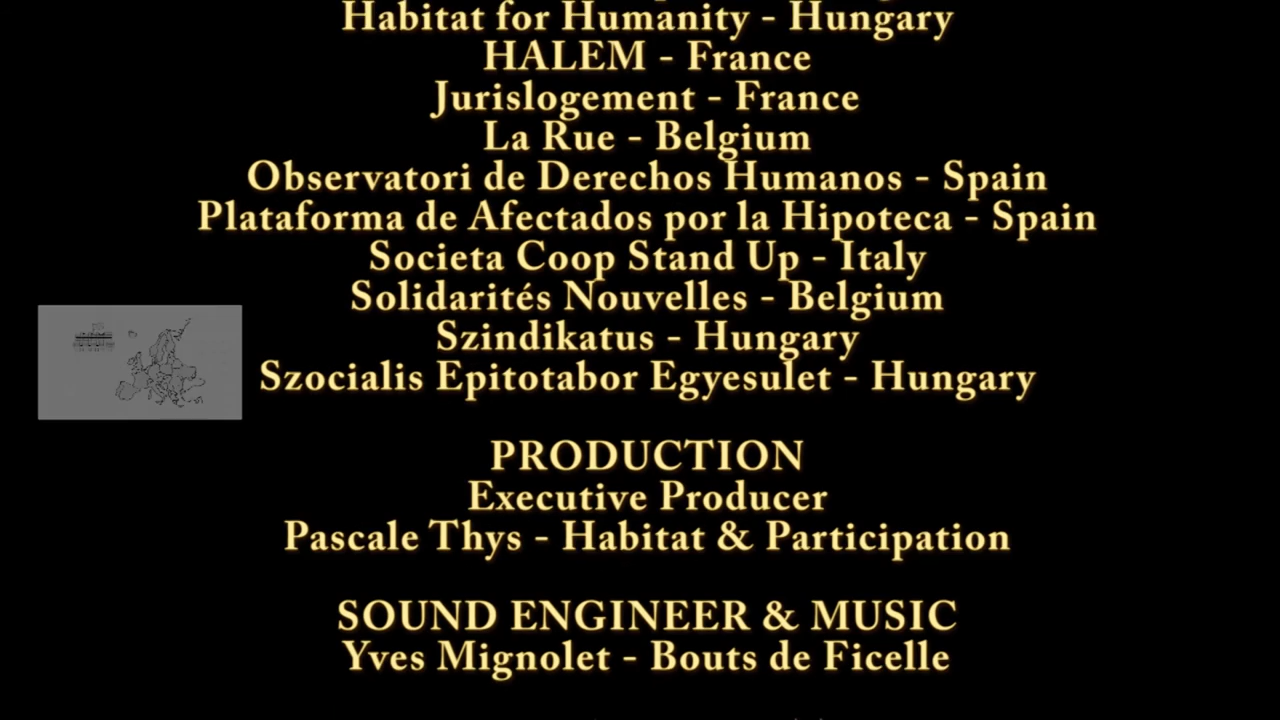 Habitat for Humanity - Hungary
HALEM - France
Jurislogement - France
La Rue - Belgium
Observatori de Derechos Humanos - Spain
Plataforma de Afectados por la Hipoteca - Spain
Societa Coop Stand Up - Italy
Solidarités Nouvelles - Belgium
Szindikatus - Hungary
Szocialis Epitotabor Egyesulet - Hungary
PRODUCTION
Executive Producer
Pascale Thys - Habitat & Participation
SOUND ENGINEER & MUSIC
Yves Mignolet - Bouts de Ficelle